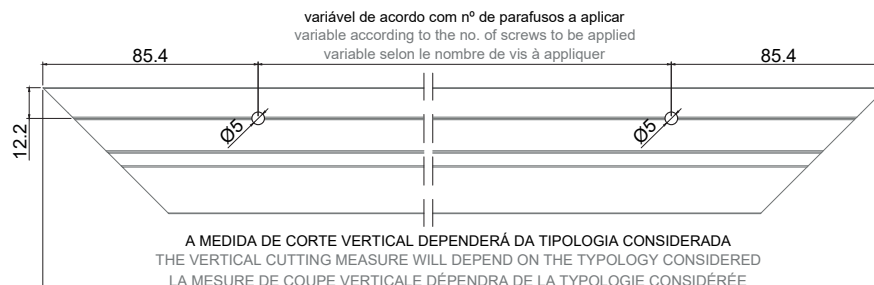 variável de acordo com nº de parafusos a aplicar
variable according to the no. of screws to be applied
variable selon le nombre de vis à appliquer
85.4
85.4
12.2
Ø5
Ø5
A MEDIDA DE CORTE VERTICAL DEPENDERÁ DA TIPOLOGIA CONSIDERADA
THE VERTICAL CUTTING MEASURE WILL DEPEND ON THE TYPOLOGY CONSIDERED
LA MESURE DE COUPE VERTICALE DÉPENDRA DE LA TYPOLOGIE CONSIDÉRÉE